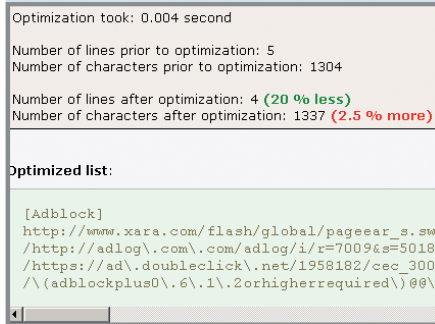 Optimization took: 0.004 second
Number of lines prior to optimization: 5
Number of characters prior to optimization: 1304
Number of lines after optimization: 4 (20 % less)
Number of characters after optimization: 1337 (2.5 % more)
Optimized list:
[Adblock]
http://www.xara.com/flash/global/pageear_s.sw
/http://adlog\.com\.com/adlog/i/r=7009&s=5018
/https://ad\.doubleclick\.net/1958182/cec_300
/\(adblockplus0\.6\.1\.2orhigherrequired\)@@\